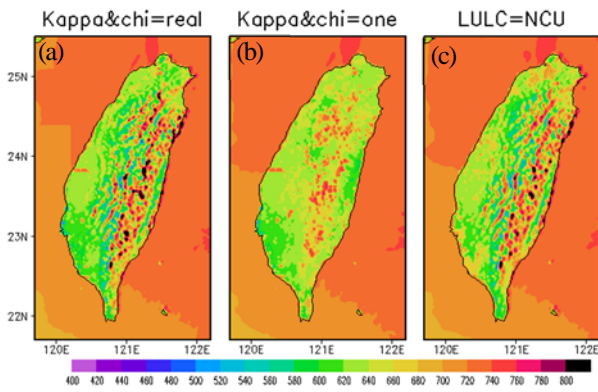 Kappa&chi=real Kappa&chi=one LULC=NCU
(a) (b) (c)
25N
24N
23N
22N
120E 121E 122E 120E 121E 122E 120E 121E 122E
400 420 440 460 480 500 520 540 560 580 600 620 640 660 680 700 720 740 760 780 800